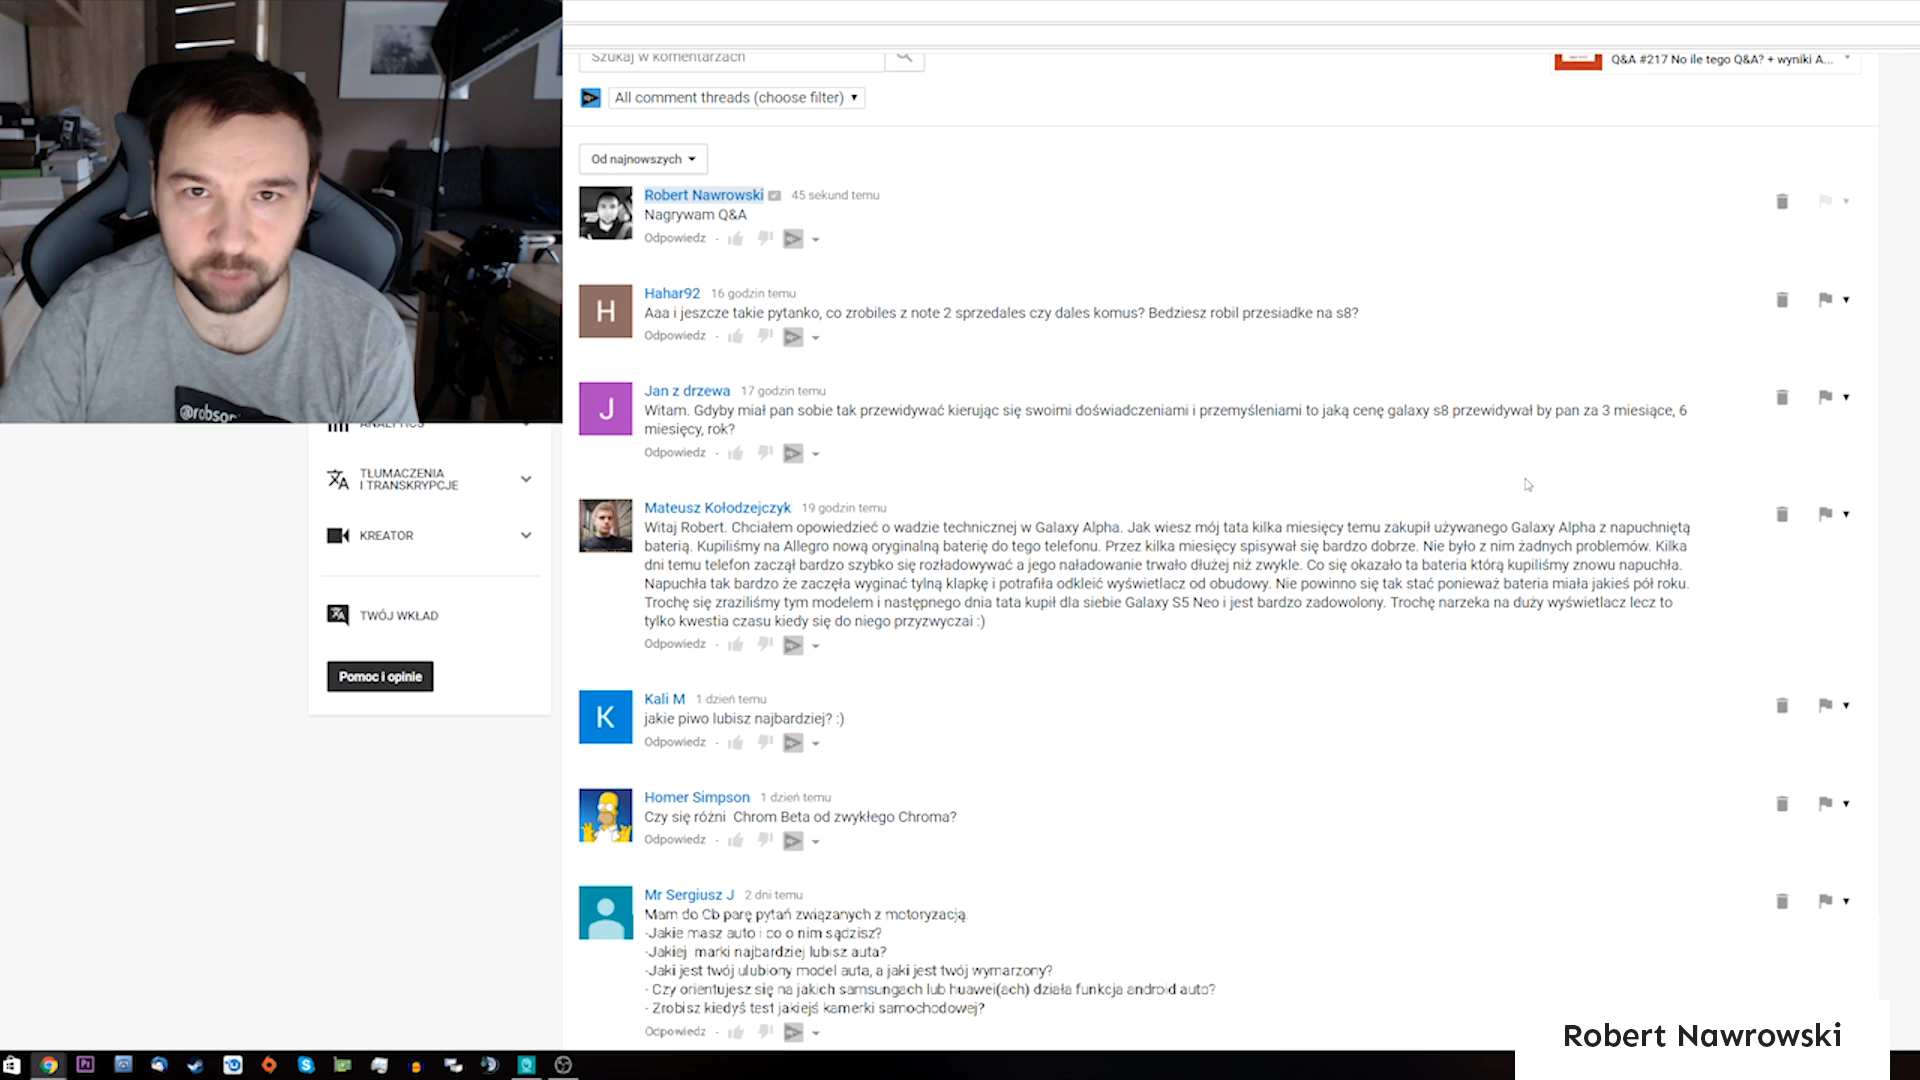 Szukaj w komentarzach
Q&A #217 No ile tego Q&A? + wyniki A...
All comment threads (choose filter)
Od najnowszych
Robert Nawrowski 45 sekund temu
Nagrywam Q&A
Odpowiedz
H
Hahar92 16 godzin temu
Aaa i jeszcze takie pytanko, co zrobiles z note 2 sprzedales czy dales komus? Bedziesz robil przesiadke na s8?
Odpowiedz
J
Jan z drzewa 17 godzin temu
Witam. Gdyby miał pan sobie tak przewidywać kierując się swoimi doświadczeniami i przemyśleniami to jaką cenę galaxy s8 przewidywał by pan za 3 miesiące, 6
miesięcy, rok?
Odpowiedz
@robson
ANALYTICS
TŁUMACZENIA
I TRANSKRYPCJE
KREATOR
TWÓJ WKŁAD
Pomoc i opinie
Mateusz Kołodzejczyk 19 godzin temu
Witaj Robert. Chciałem opowiedzieć o wadzie technicznej w Galaxy Alpha. Jak wiesz mój tata kilka miesięcy temu zakupił używanego Galaxy Alpha z napuchniętą
baterią. Kupiliśmy na Allegro nową oryginalną baterię do tego telefonu. Przez kilka miesięcy spisywał się bardzo dobrze. Nie było z nim żadnych problemów. Kilka
dni temu telefon zaczął bardzo szybko się rozładowywać a jego naładowanie trwało dłużej niż zwykle. Co się okazało ta bateria którą kupiliśmy znowu napuchła.
Napuchła tak bardzo że zaczęła wyginać tylną klapkę i potrafiła odkleić wyświetlacz od obudowy. Nie powinno się tak stać ponieważ bateria miała jakieś pół roku.
Trochę się zraziliśmy tym modelem i następnego dnia tata kupił dla siebie Galaxy S5 Neo i jest bardzo zadowolony. Trochę narzeka na duży wyświetlacz lecz to
tylko kwestia czasu kiedy się do niego przyzwyczai :)
Odpowiedz
K
Kali M 1 dzień temu
jakie piwo lubisz najbardziej? :)
Odpowiedz
Homer Simpson 1 dzień temu
Czy się różni Chrom Beta od zwykłego Chroma?
Odpowiedz
Mr Sergiusz J 2 dni temu
Mam do Cb parę pytań związanych z motoryzacją.
-Jakie masz auto i co o nim sądzisz?
-Jakiej marki najbardziej lubisz auta?
-Jaki jest twój ulubiony model auta, a jaki jest twój wymarzony?
- Czy orientujesz się na jakich samsungach lub huawei(ach) działa funkcja android auto?
- Zrobisz kiedyś test jakiejś kamerki samochodowej?
Odpowiedz
Robert Nawrowski